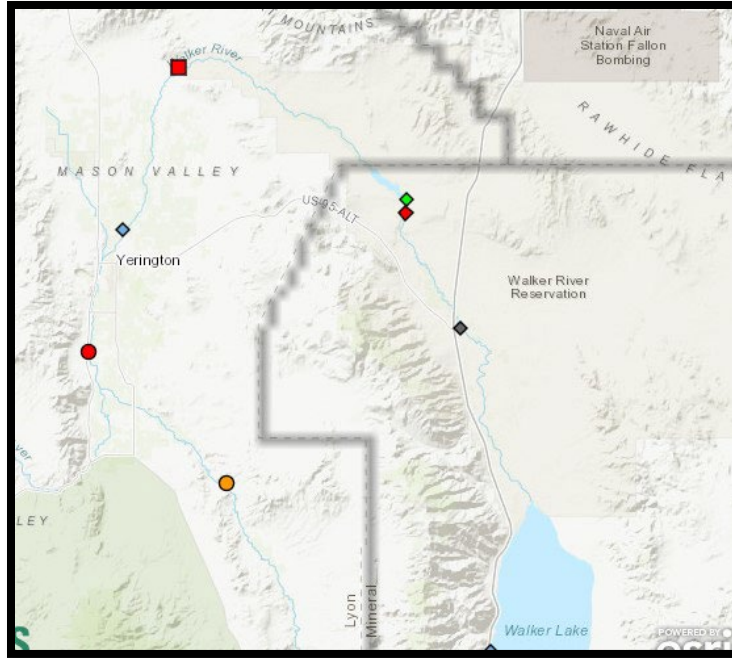 MOUNTAINS
Naval Air
Station Fallon
Bombing
Walker River
RAWHIDE FLA
MASON VALLEY
US-95-ALT
Yerington
Walker River
Reservation
LEY
Lyon
Mineral
Walker Lake
POWERED BY
esri